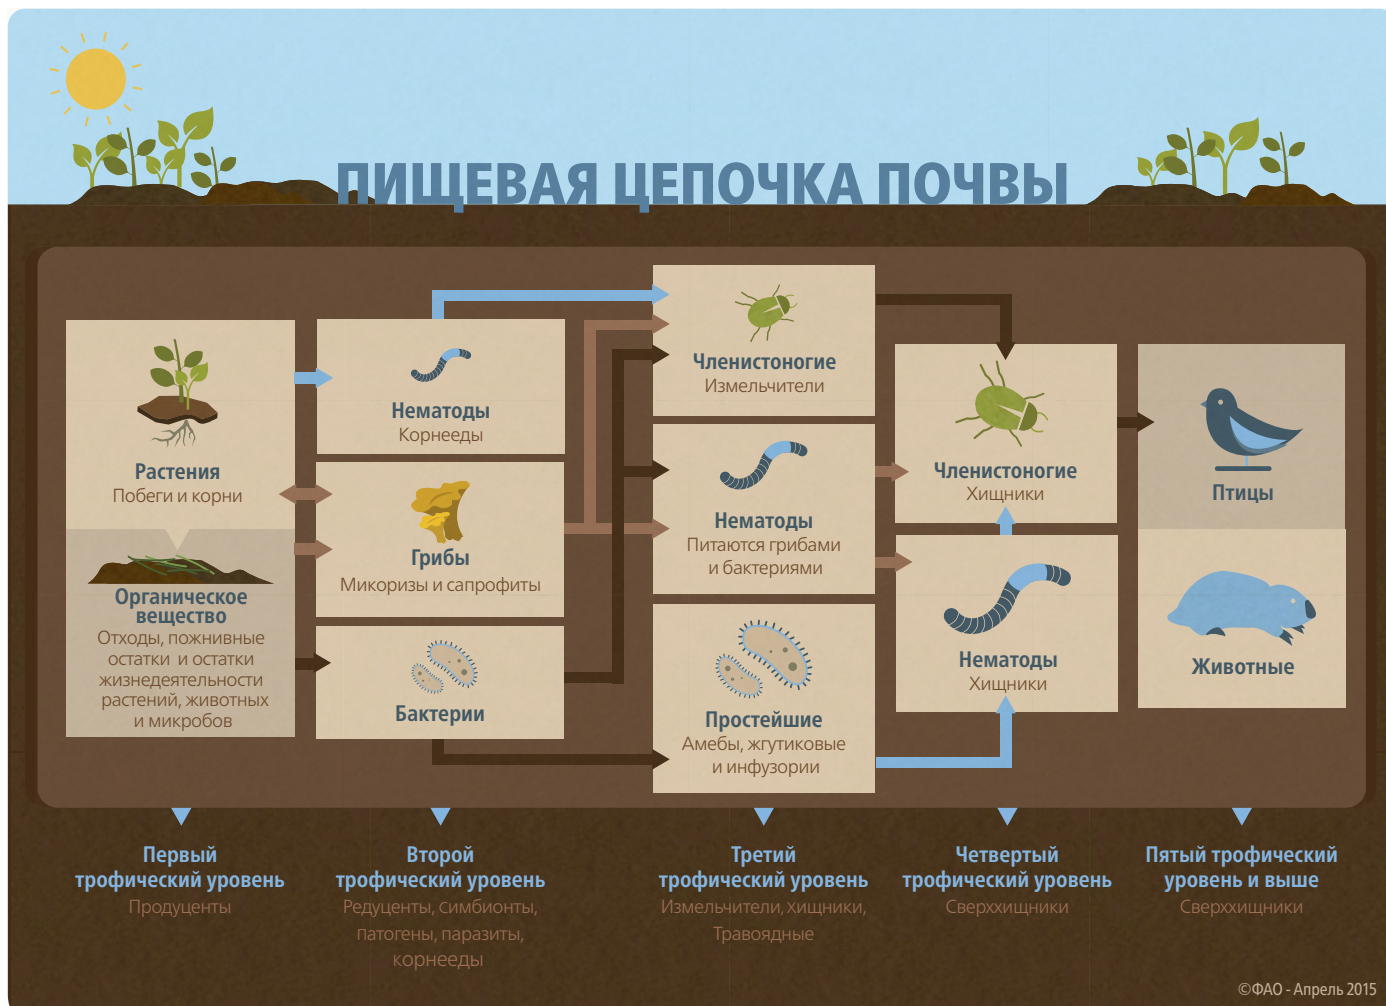 ПИЩЕВАЯ ЦЕПОЧКА ПОЧВЫ
Растения
Побеги и корни
Органическое
вещество
Отходы, пожнивные
остатки и остатки
жизнедеятельности
растений, животных
и микробов
Нематоды
Корнееды
Грибы
Микоризы и сапрофиты
Бактерии
Членистоногие
Измельчители
Нематоды
Питаются грибами
и бактериями
Простейшие
Амебы, жгутиковые
и инфузории
Членистоногие
Хищники
Нематоды
Хищники
Птицы
Животные
Первый
трофический уровень
Продуценты
Второй
трофический уровень
Редуценты, Симбионты,
патогены, паразиты,
корнееды
Третий
трофический уровень
Измельчители, хищники,
Травоядные
Четвертый
трофический уровень
Сверххищники
Пятый трофический
уровень и выше
Сверххищники
©ФАО - Апрель 2015